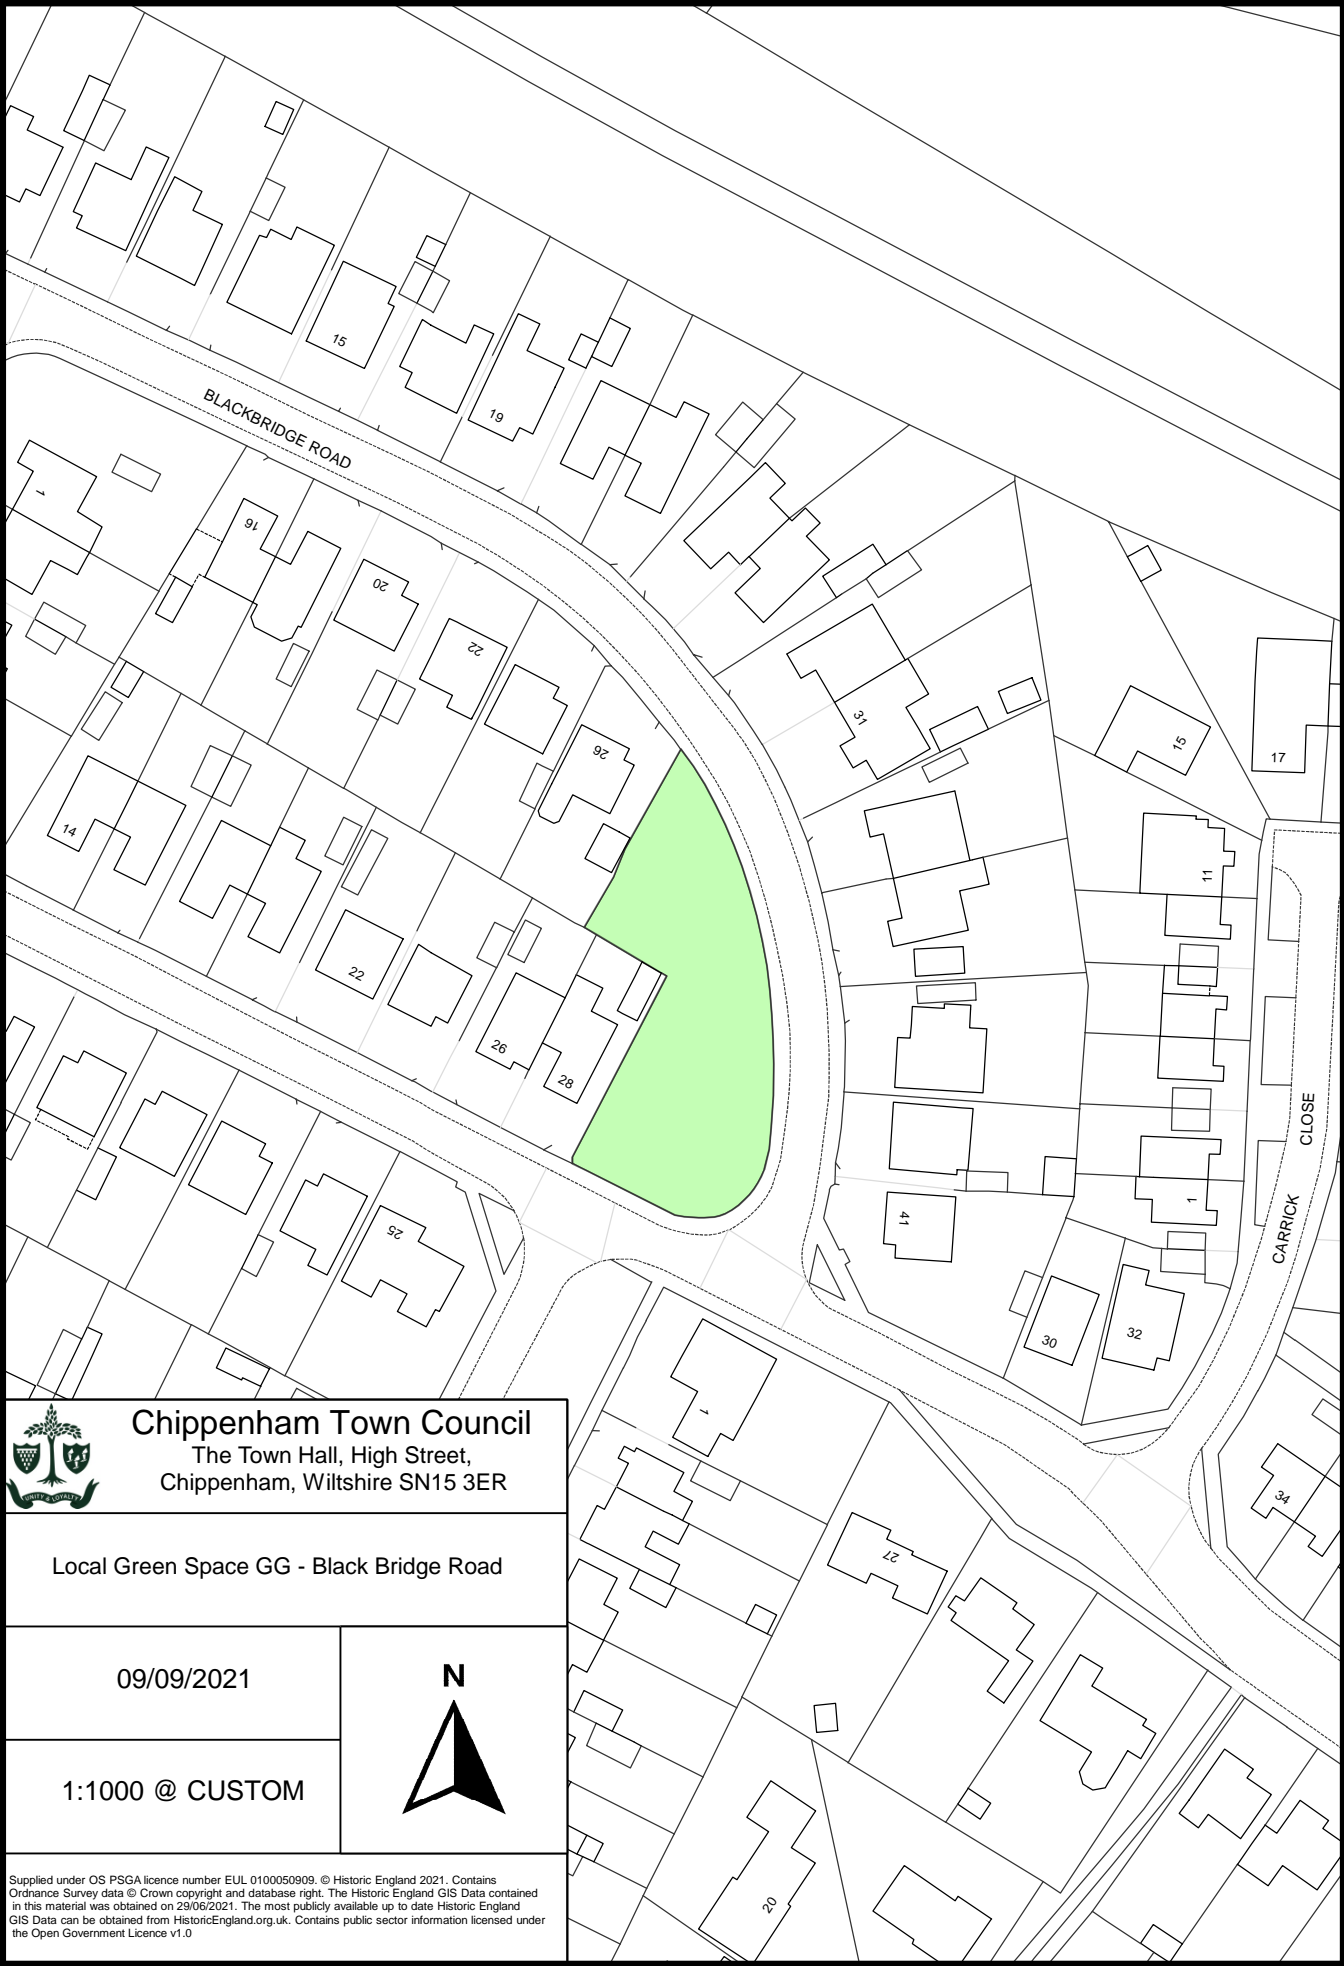 15
19
BLACKBRIDGE ROAD
1
16
20
22
26
31
15
17
14
11
22
26
28
CARRICK CLOSE
1
41
25
30
32
1
34
27
20
Chippenham Town Council
The Town Hall, High Street,
Chippenham, Wiltshire SN15 3ER
UNITY & LOYALTY
Local Green Space GG - Black Bridge Road
09/09/2021
N
1:1000 @ CUSTOM
Supplied under OS PSGA licence number EUL 0100050909. © Historic England 2021. Contains
Ordnance Survey data © Crown copyright and database right. The Historic England GIS Data contained
in this material was obtained on 29/06/2021. The most publicly available up to date Historic England
GIS Data can be obtained from HistoricEngland.org.uk. Contains public sector information licensed under
the Open Government Licence v1.0